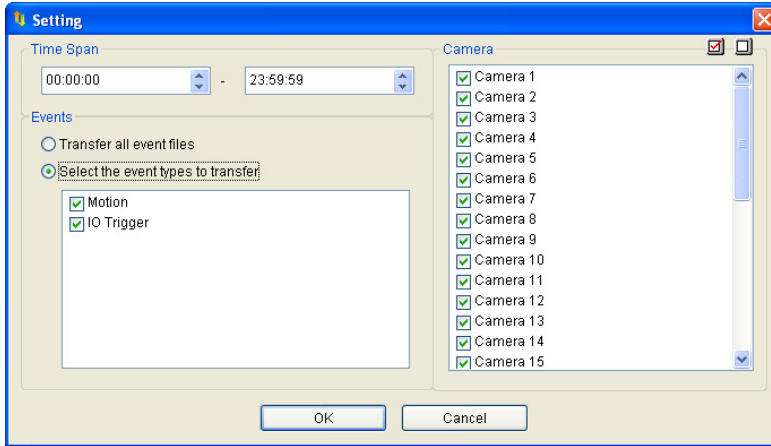 Setting
Time Span
00:00:00 - 23:59:59
Events
Transfer all event files
Select the event types to transfer
Motion
IO Trigger
Camera
Camera 1
Camera 2
Camera 3
Camera 4
Camera 5
Camera 6
Camera 7
Camera 8
Camera 9
Camera 10
Camera 11
Camera 12
Camera 13
Camera 14
Camera 15
OK Cancel